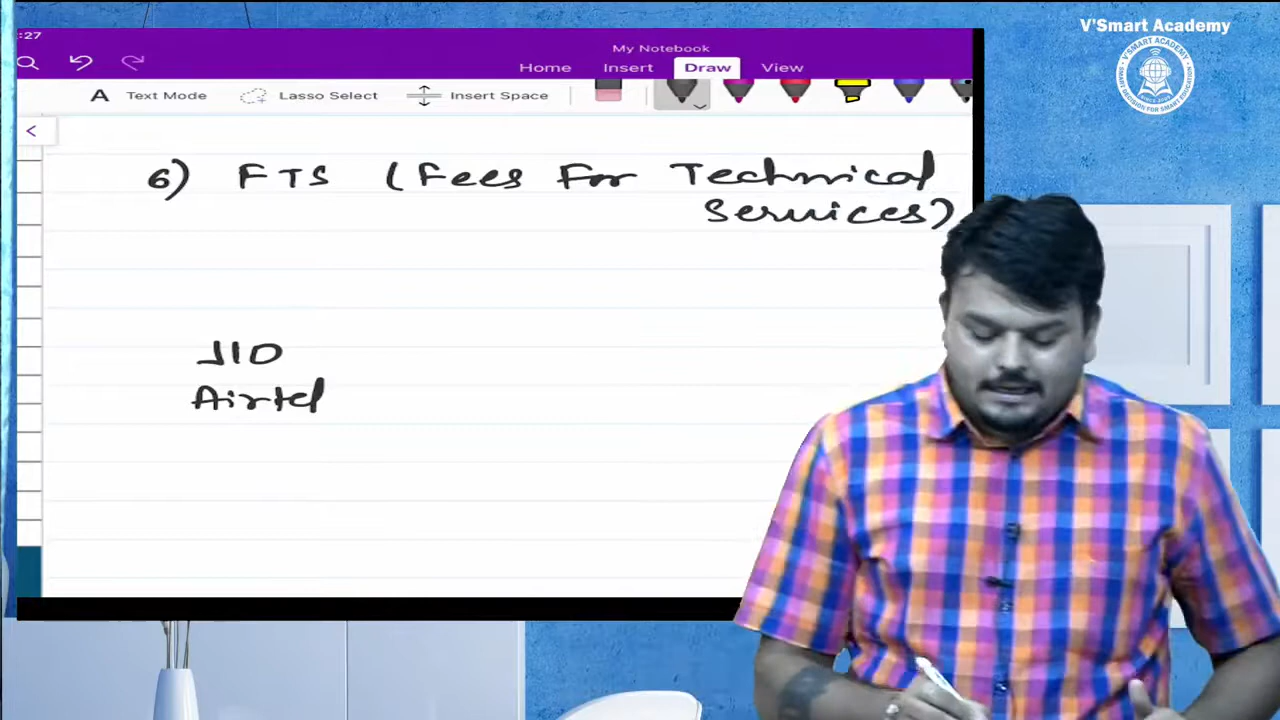 V'Smart Academy
:27
My Notebook
Home Insert Draw View
Text Mode Lasso Select Insert Space
6) FTS (Fees For Technical
Services)
JIO
Airtel